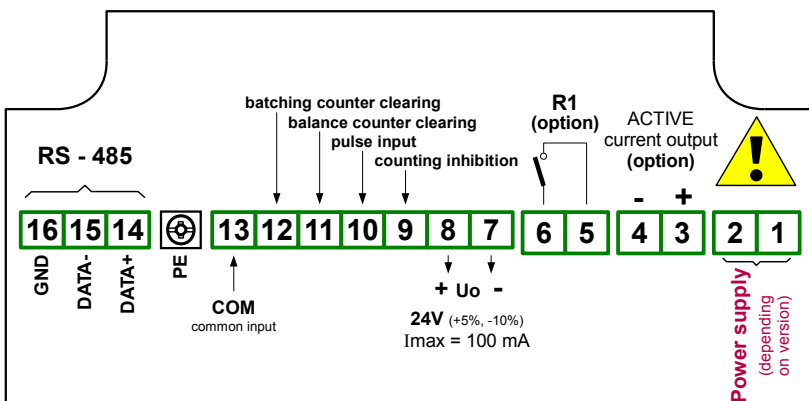 batching counter clearing
balance counter clearing
pulse input
counting inhibition
R1
(option)
ACTIVE
current output
(option)
RS - 485
- +
!
16 15 14
13 12 11 10 9 8 7
6 5
4 3
2 1
GND
DATA-
DATA+
PE
COM
common input
+ Uo -
24V (+5%, -10%)
Imax = 100 mA
Power supply
(depending
on version)